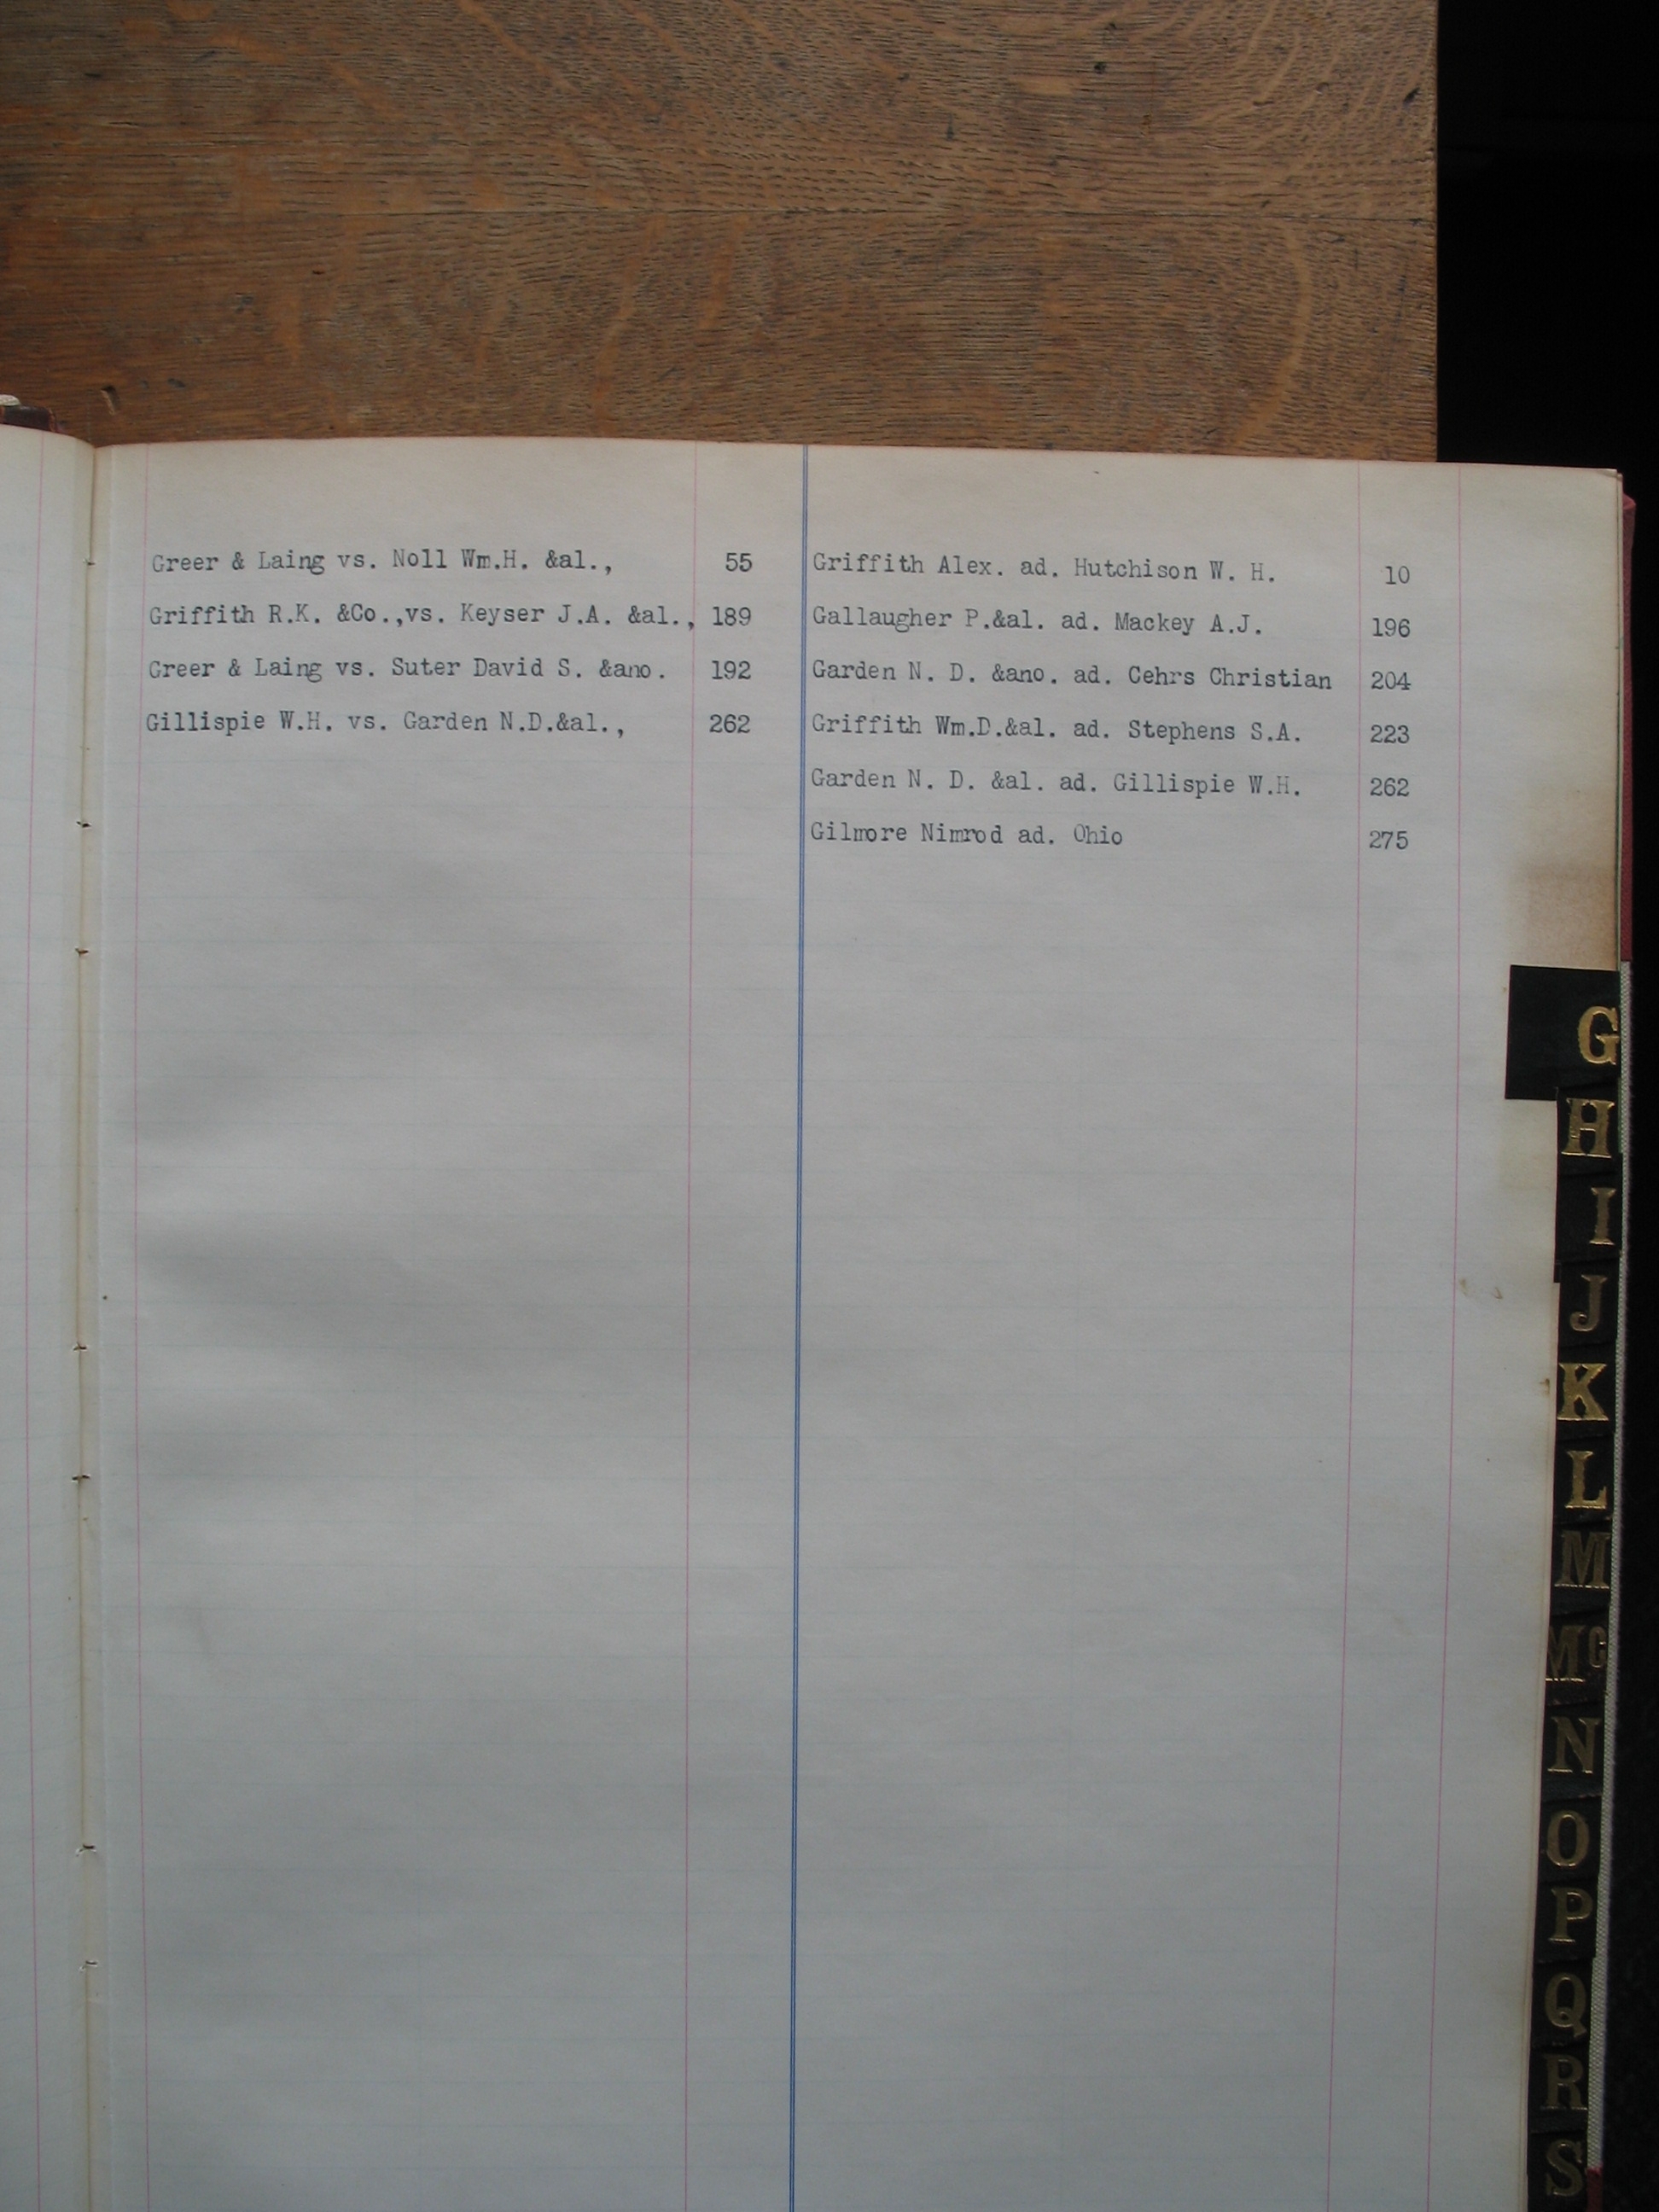 Greer & Laing vs. Noll Wm.H. &al., 55
Griffith R.K. &Co.,vs. Keyser J.A. &al., 189
Greer & Laing vs. Suter David S. &ano. 192
Gillispie W.H. vs. Garden N.D.&al., 262
Griffith Alex. ad. Hutchison W. H. 10
Gallaugher P.&al. ad. Mackey A.J. 196
Garden N. D. &ano. ad. Cehrs Christian 204
Griffith Wm.D.&al. ad. Stephens S.A. 223
Garden N. D. &al. ad. Gillispie W.H. 262
Gilmore Nimrod ad. Ohio 275
G
H
I
J
K
L
M
Mc
N
O
P
Q
R
S